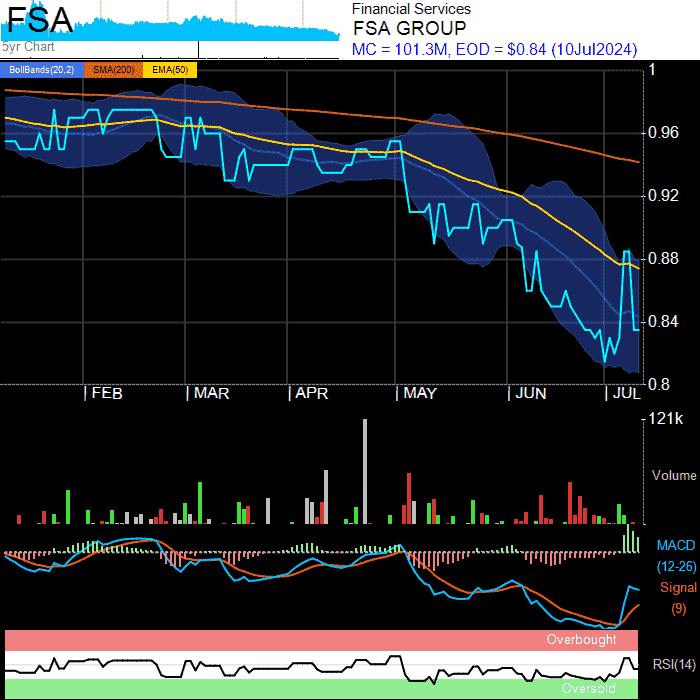 FSA
5yr Chart
Financial Services
FSA GROUP
MC = 101.3M, EOD = $0.84 (10Jul2024)
BollBands(20,2) SMA(200) EMA(50)
1
0.96
0.92
0.88
0.84
0.8
FEB MAR APR MAY JUN JUL
121k
Volume
MACD
(12-26)
Signal
(9)
Overbought
RSI(14)
Oversold